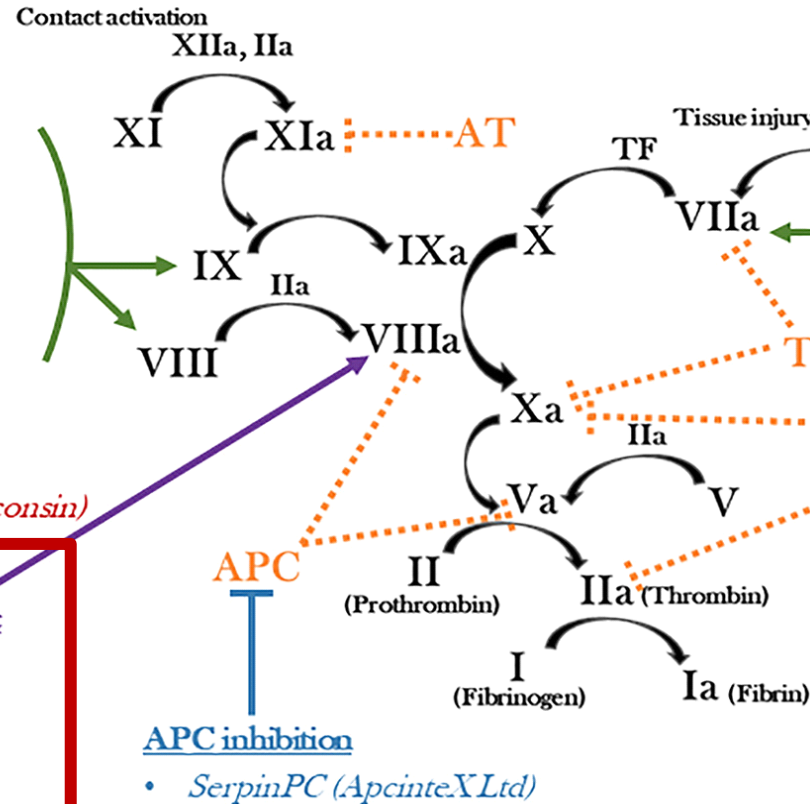 Contact activation
XIIa, IIa
XI
XIa
AT
Tissue injury
TF
VIIa
X
IX
IXa
IIa
VIII
VIIIa
Xa
IIa
Va
V
APC
II
(Prothrombin)
IIa (Thrombin)
I
(Fibrinogen)
Ia (Fibrin)
APC inhibition
• SerpinPC (ApcinteX Ltd)